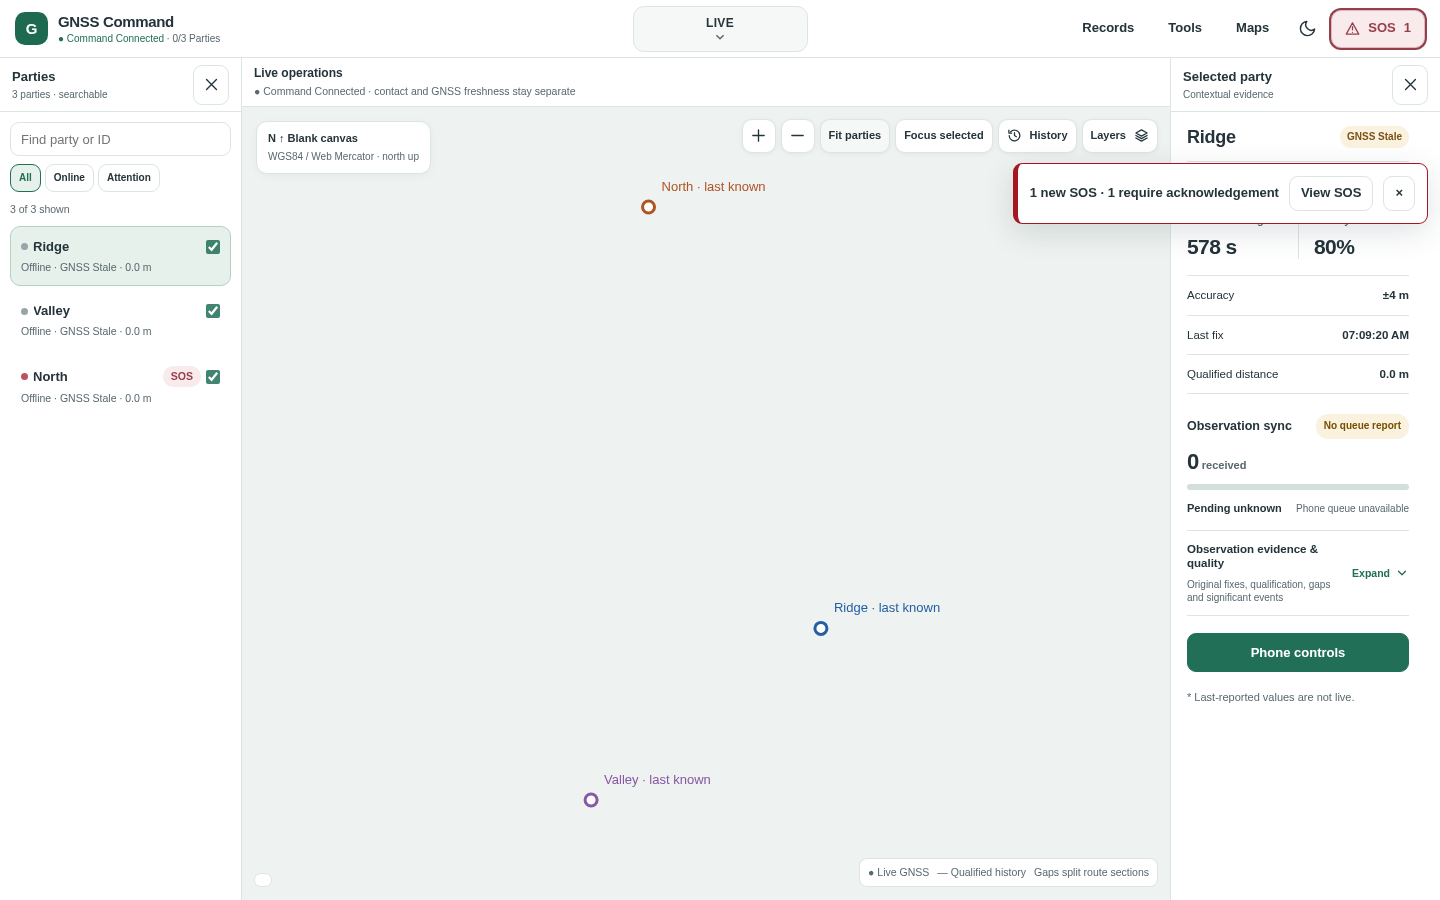 G
GNSS Command
● Command Connected · 0/3 Parties
LIVE
Records
Tools
Maps
SOS 1
Parties
3 parties · searchable
Find party or ID
All
Online
Attention
3 of 3 shown
Ridge
Offline · GNSS Stale · 0.0 m
Valley
Offline · GNSS Stale · 0.0 m
North
SOS
Offline · GNSS Stale · 0.0 m
Live operations
● Command Connected · contact and GNSS freshness stay separate
N ↑ Blank canvas
WGS84 / Web Mercator · north up
Fit parties
Focus selected
History
Layers
North · last known
Ridge · last known
Valley · last known
● Live GNSS — Qualified history Gaps split route sections
Selected party
Contextual evidence
Ridge
GNSS Stale
1 new SOS · 1 require acknowledgement
View SOS
×
578 s
80%
Accuracy
±4 m
Last fix
07:09:20 AM
Qualified distance
0.0 m
Observation sync
No queue report
0 received
Pending unknown
Phone queue unavailable
Observation evidence &
quality
Original fixes, qualification, gaps
and significant events
Expand
Phone controls
* Last-reported values are not live.